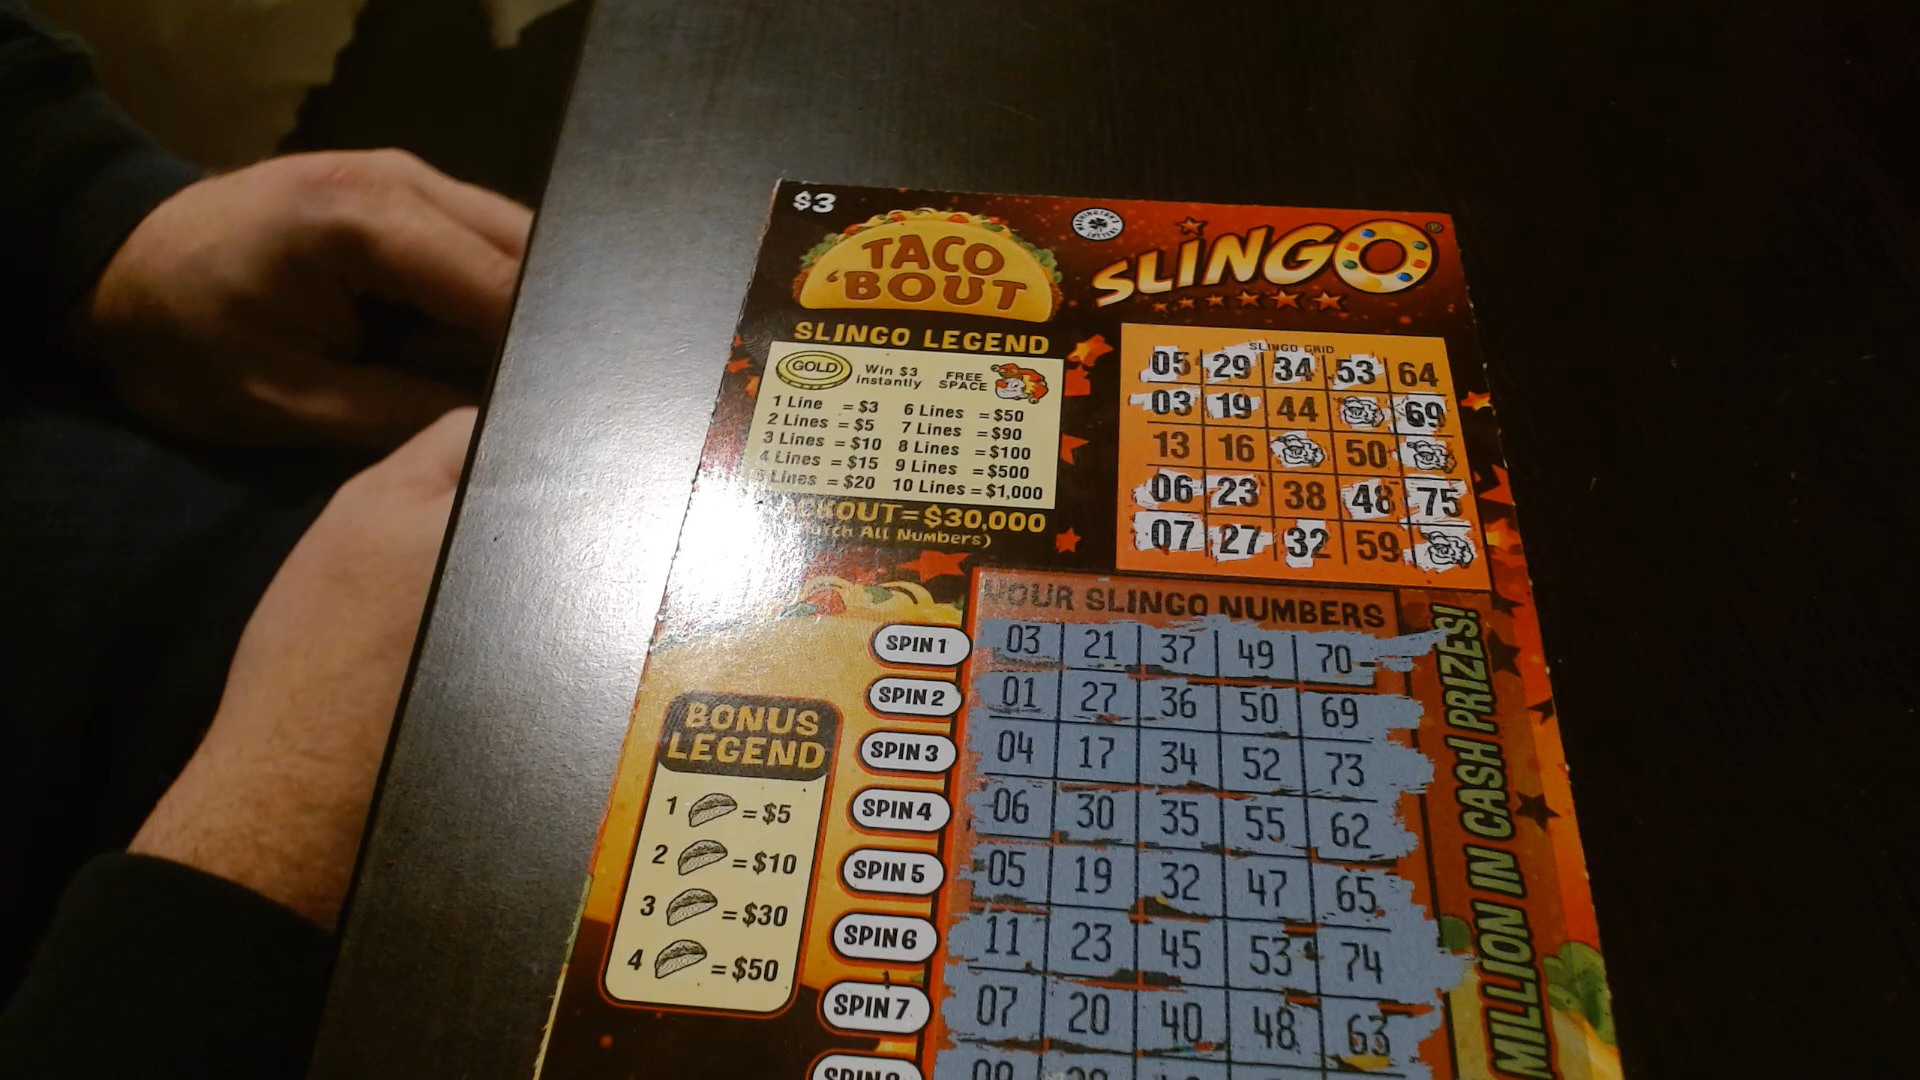 $3
TACO
'BOUT
WASHINGTON'S
LOTTERY
SLINGO®
SLINGO LEGEND
GOLD
Win $3
instantly
FREE
SPACE
1 Line = $3 6 Lines = $50
2 Lines = $5 7 Lines = $90
3 Lines = $10 8 Lines = $100
4 Lines = $15 9 Lines = $500
Lines = $20 10 Lines = $1,000
= $30,000
All Numbers)
SLINGO GRID
05 29 34 53 64
03 19 44 69
13 16 50
06 23 38 48 75
07 27 32 59
YOUR SLINGO NUMBERS
SPIN 1 03 21 37 49 70
SPIN 2 01 27 36 50 69
SPIN 3 04 17 34 52 73
SPIN 4 06 30 35 55 62
SPIN 5 05 19 32 47 65
SPIN 6 11 23 45 53 74
SPIN 7 07 20 40 48 63
BONUS
LEGEND
1 = $5
2 = $10
3 = $30
4 = $50
MILLION IN CASH PRIZES!